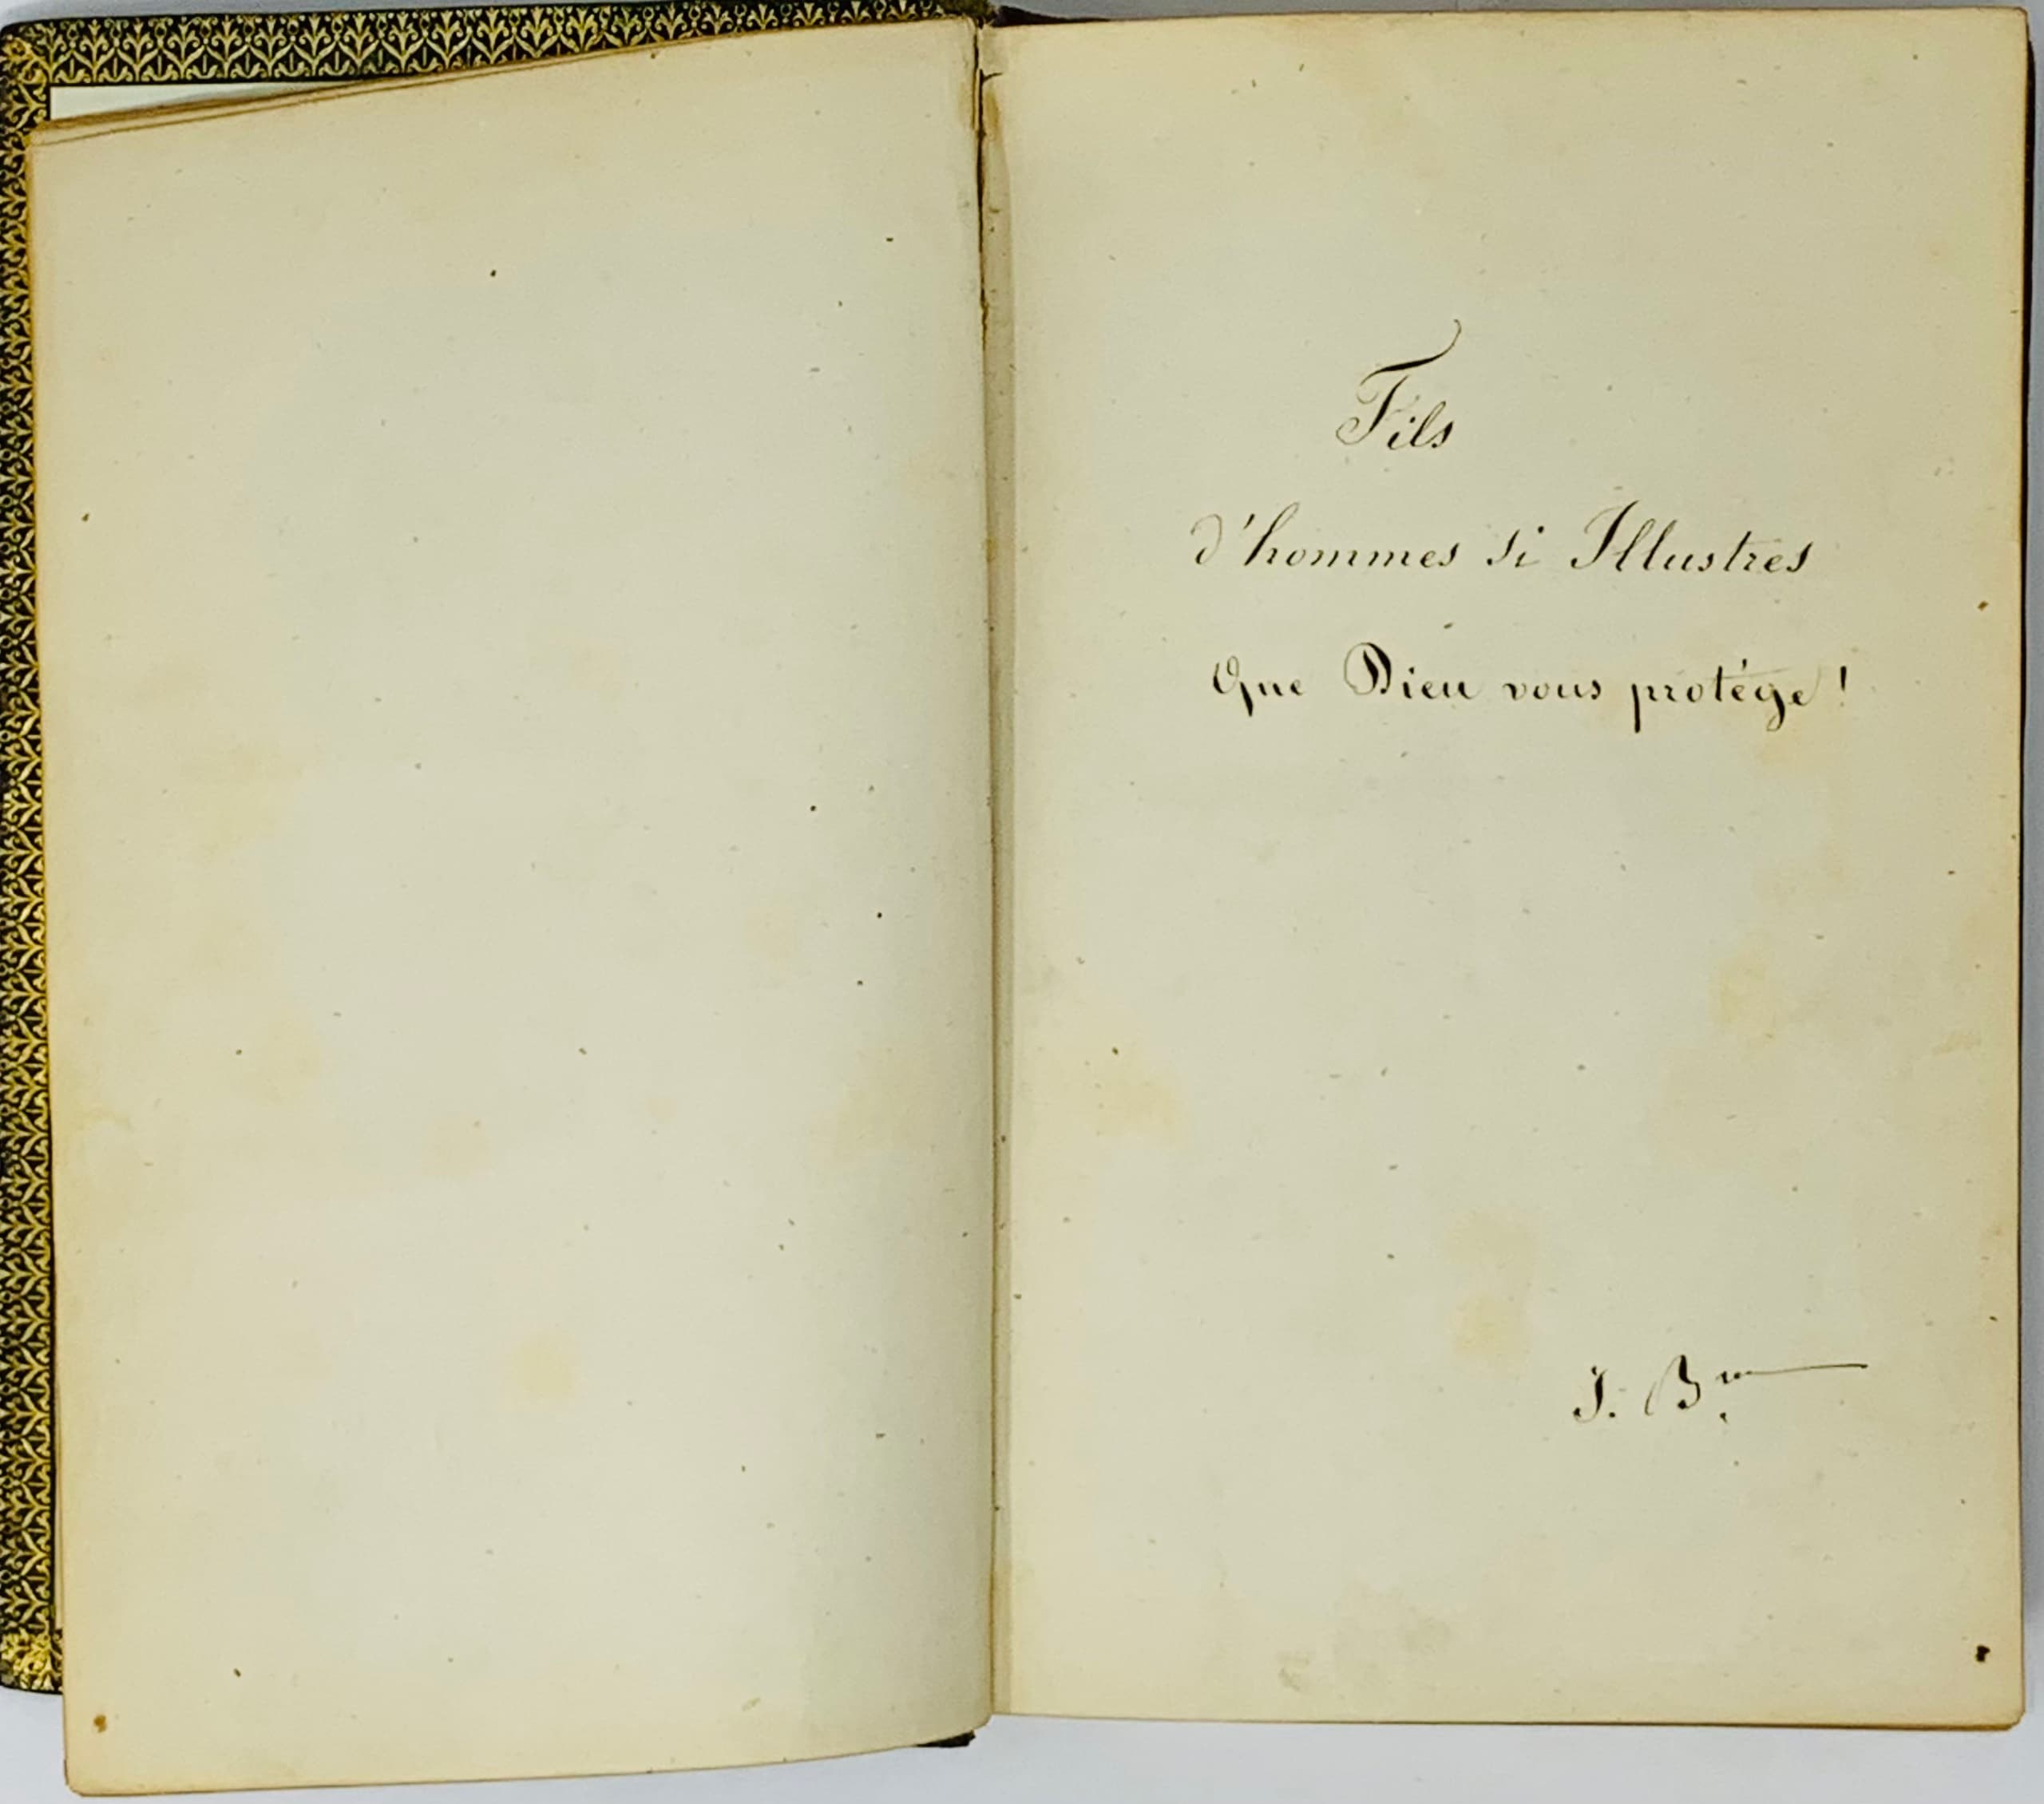 Fils
d'hommes si Illustres
Que Dieu vous protége !
J. B.m